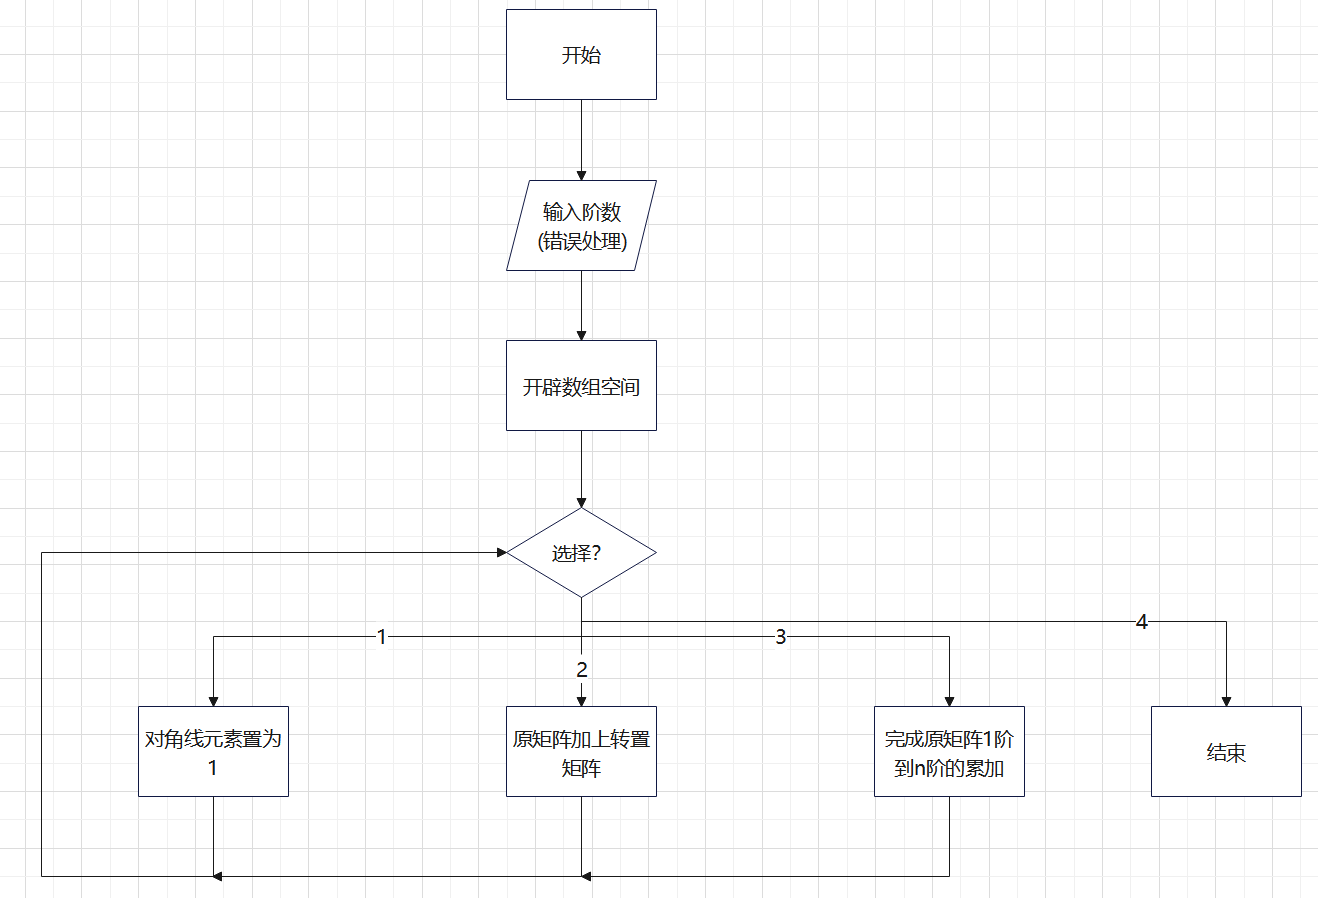 开始
输入阶数
(错误处理)
开辟数组空间
选择?
4
1
3
2
对角线元素置为
1
原矩阵加上转置
矩阵
完成原矩阵1阶
到n阶的累加
结束